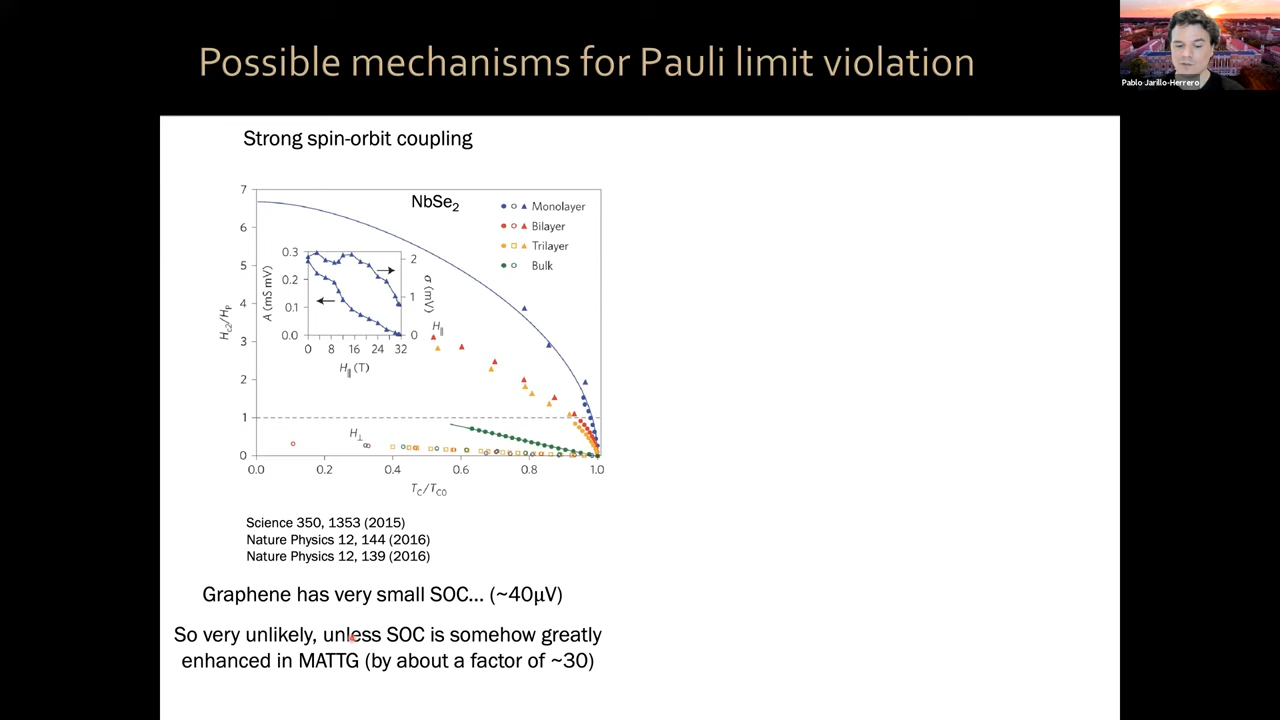 Possible mechanisms for Pauli limit violation
Pablo Jarillo-Herrero
Strong spin-orbit coupling
NbSe2
Monolayer
Bilayer
Trilayer
Bulk
7
6
5
4
3
2
1
0
Hc2/HP
0.0 0.2 0.4 0.6 0.8 1.0
TC/TC0
0.3
0.2
0.1
0.0
A (mS mV)
2
1
0
σ (mV)
0 8 16 24 32
H∥ (T)
H∥
H⊥
Science 350, 1353 (2015)
Nature Physics 12, 144 (2016)
Nature Physics 12, 139 (2016)
Graphene has very small SOC... (~40µV)
So very unlikely, unless SOC is somehow greatly
enhanced in MATTG (by about a factor of ~30)